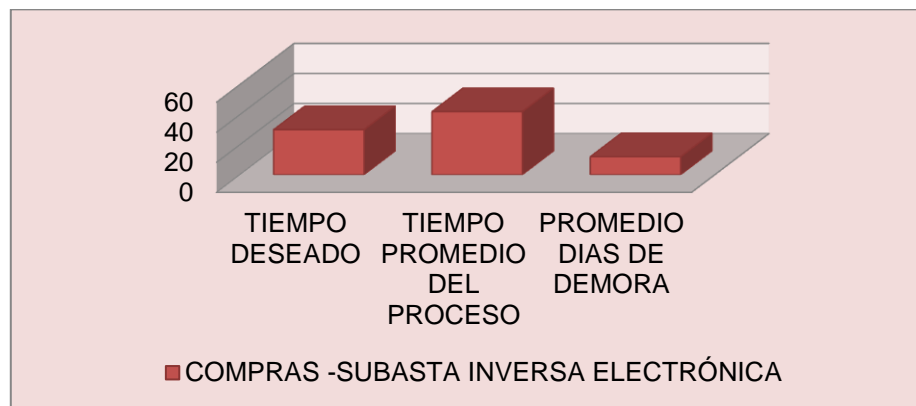 60
40
20
0
TIEMPO DESEADO
TIEMPO PROMEDIO DEL PROCESO
PROMEDIO DIAS DE DEMORA
COMPRAS -SUBASTA INVERSA ELECTRÓNICA